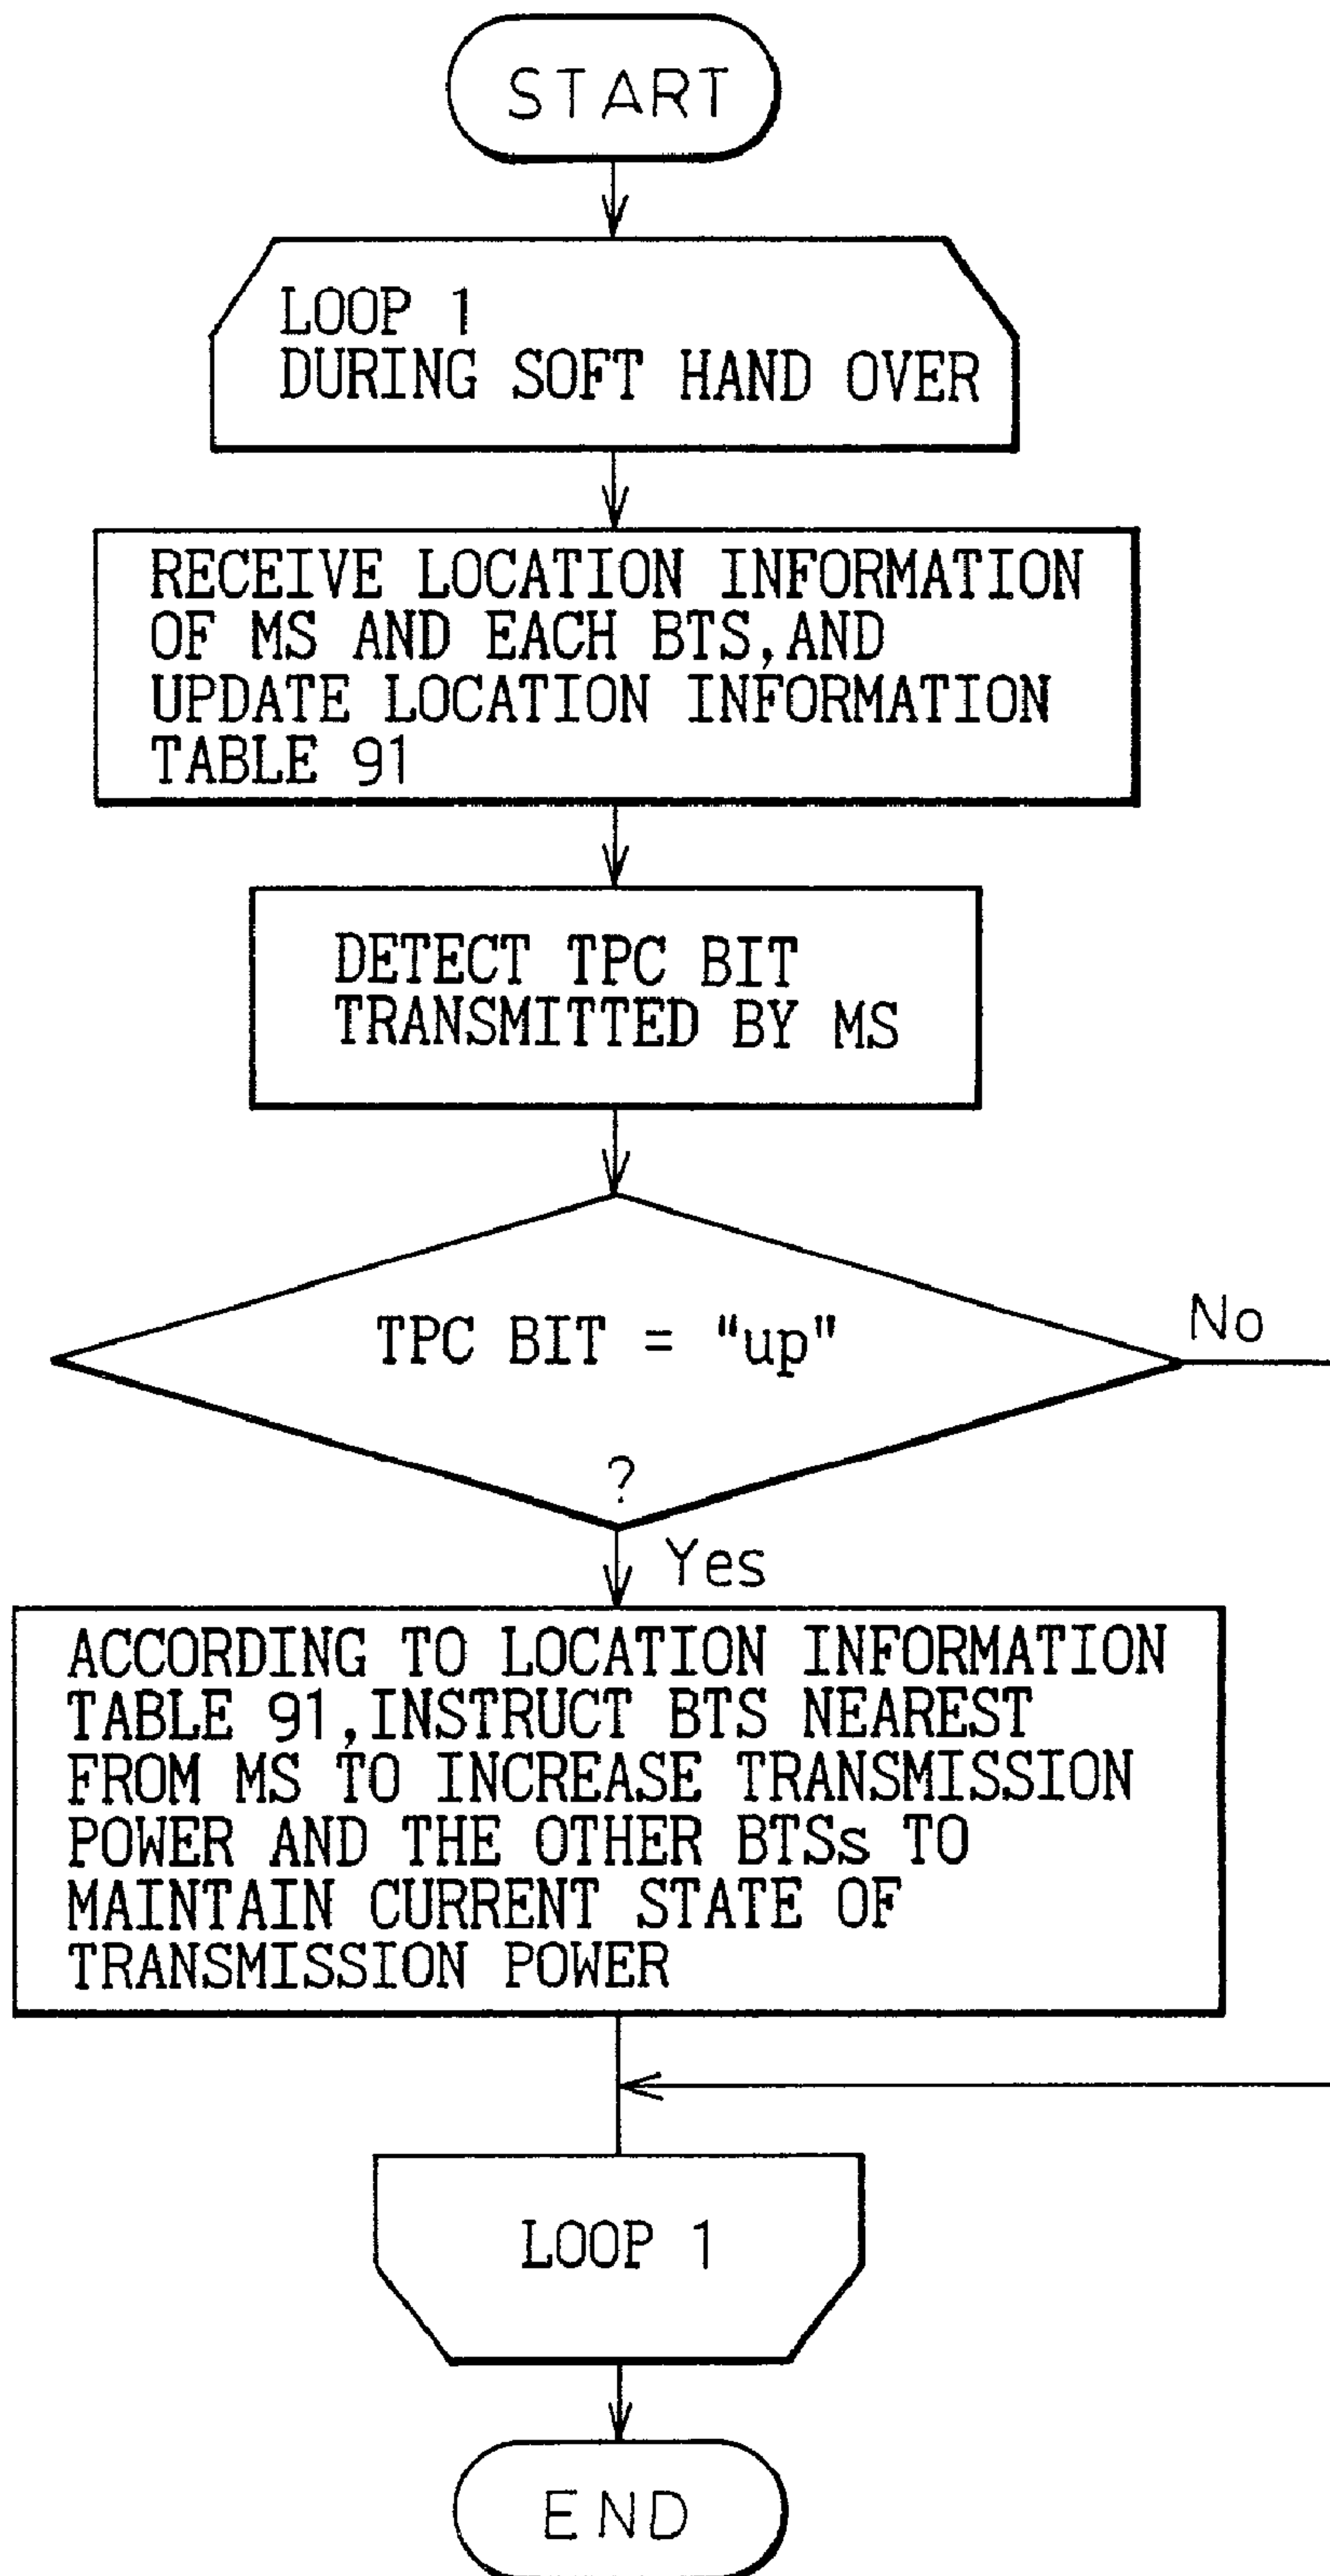 START
LOOP 1
DURING SOFT HAND OVER
RECEIVE LOCATION INFORMATION
OF MS AND EACH BTS,AND
UPDATE LOCATION INFORMATION
TABLE 91
DETECT TPC BIT
TRANSMITTED BY MS
TPC BIT = "up"
?
No
Yes
ACCORDING TO LOCATION INFORMATION
TABLE 91,INSTRUCT BTS NEAREST
FROM MS TO INCREASE TRANSMISSION
POWER AND THE OTHER BTSs TO
MAINTAIN CURRENT STATE OF
TRANSMISSION POWER
LOOP 1
END